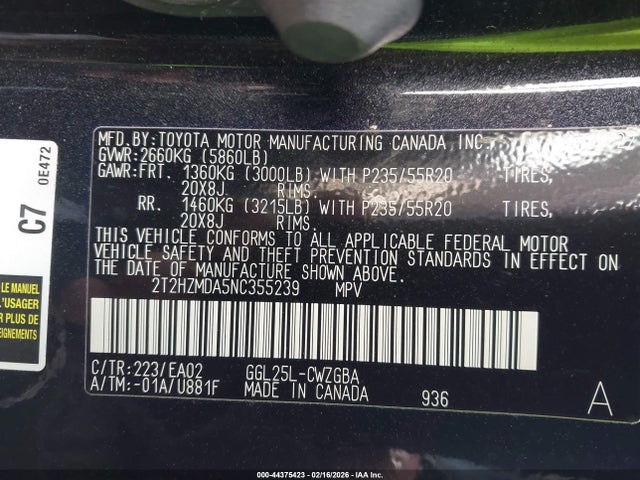 MFD.BY:TOYOTA MOTOR MANUFACTURING CANADA,INC.
GVWR:2660KG (5860LB)
GAWR:FRT. 1360KG (3000LB) WITH P235/55R20 TIRES,
20X8J RIMS.
RR. 1460KG (3215LB) WITH P235/55R20 TIRES,
20X8J RIMS.
THIS VEHICLE CONFORMS TO ALL APPLICABLE FEDERAL MOTOR
VEHICLE SAFETY AND THEFT PREVENTION STANDARDS IN EFFECT
ON THE DATE OF MANUFACTURE SHOWN ABOVE.
2T2HZMDA5NC355239 MPV
C/TR:223/EA02 GGL25L-CWZGBA
A/TM:-01A/U881F MADE IN CANADA 936 A
C7 0E472
LE MANUEL
L'USAGER
000-44375423 - 02/16/2026 - IAA Inc.